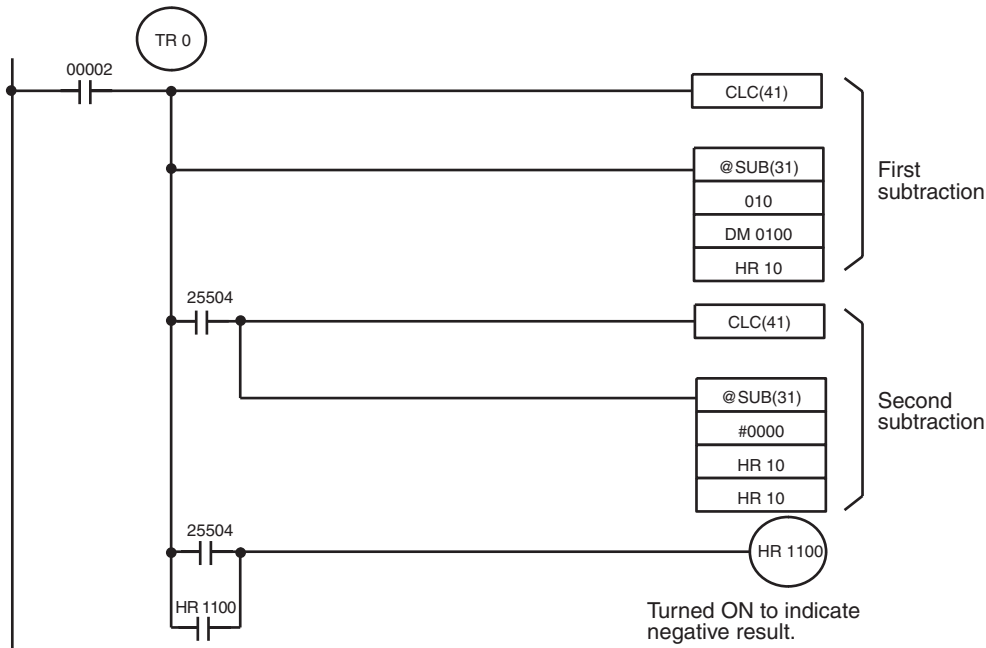 TR 0
00002
CLC(41)
@SUB(31)
010
DM 0100
HR 10
First
subtraction
25504
CLC(41)
@SUB(31)
#0000
HR 10
HR 10
Second
subtraction
25504
HR 1100
HR 1100
Turned ON to indicate
negative result.